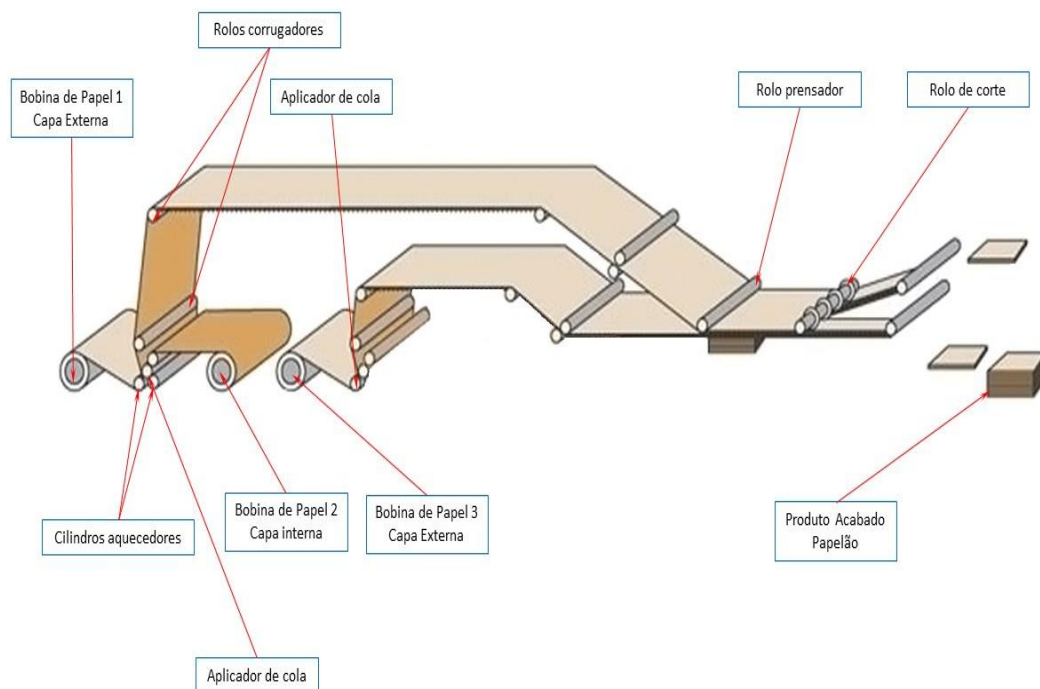 Rolos corrugadores
Bobina de Papel 1
Capa Externa
Aplicador de cola
Rolo prensador
Rolo de corte
Cilindros aquecedores
Bobina de Papel 2
Capa interna
Bobina de Papel 3
Capa Externa
Produto Acabado
Papelão
Aplicador de cola